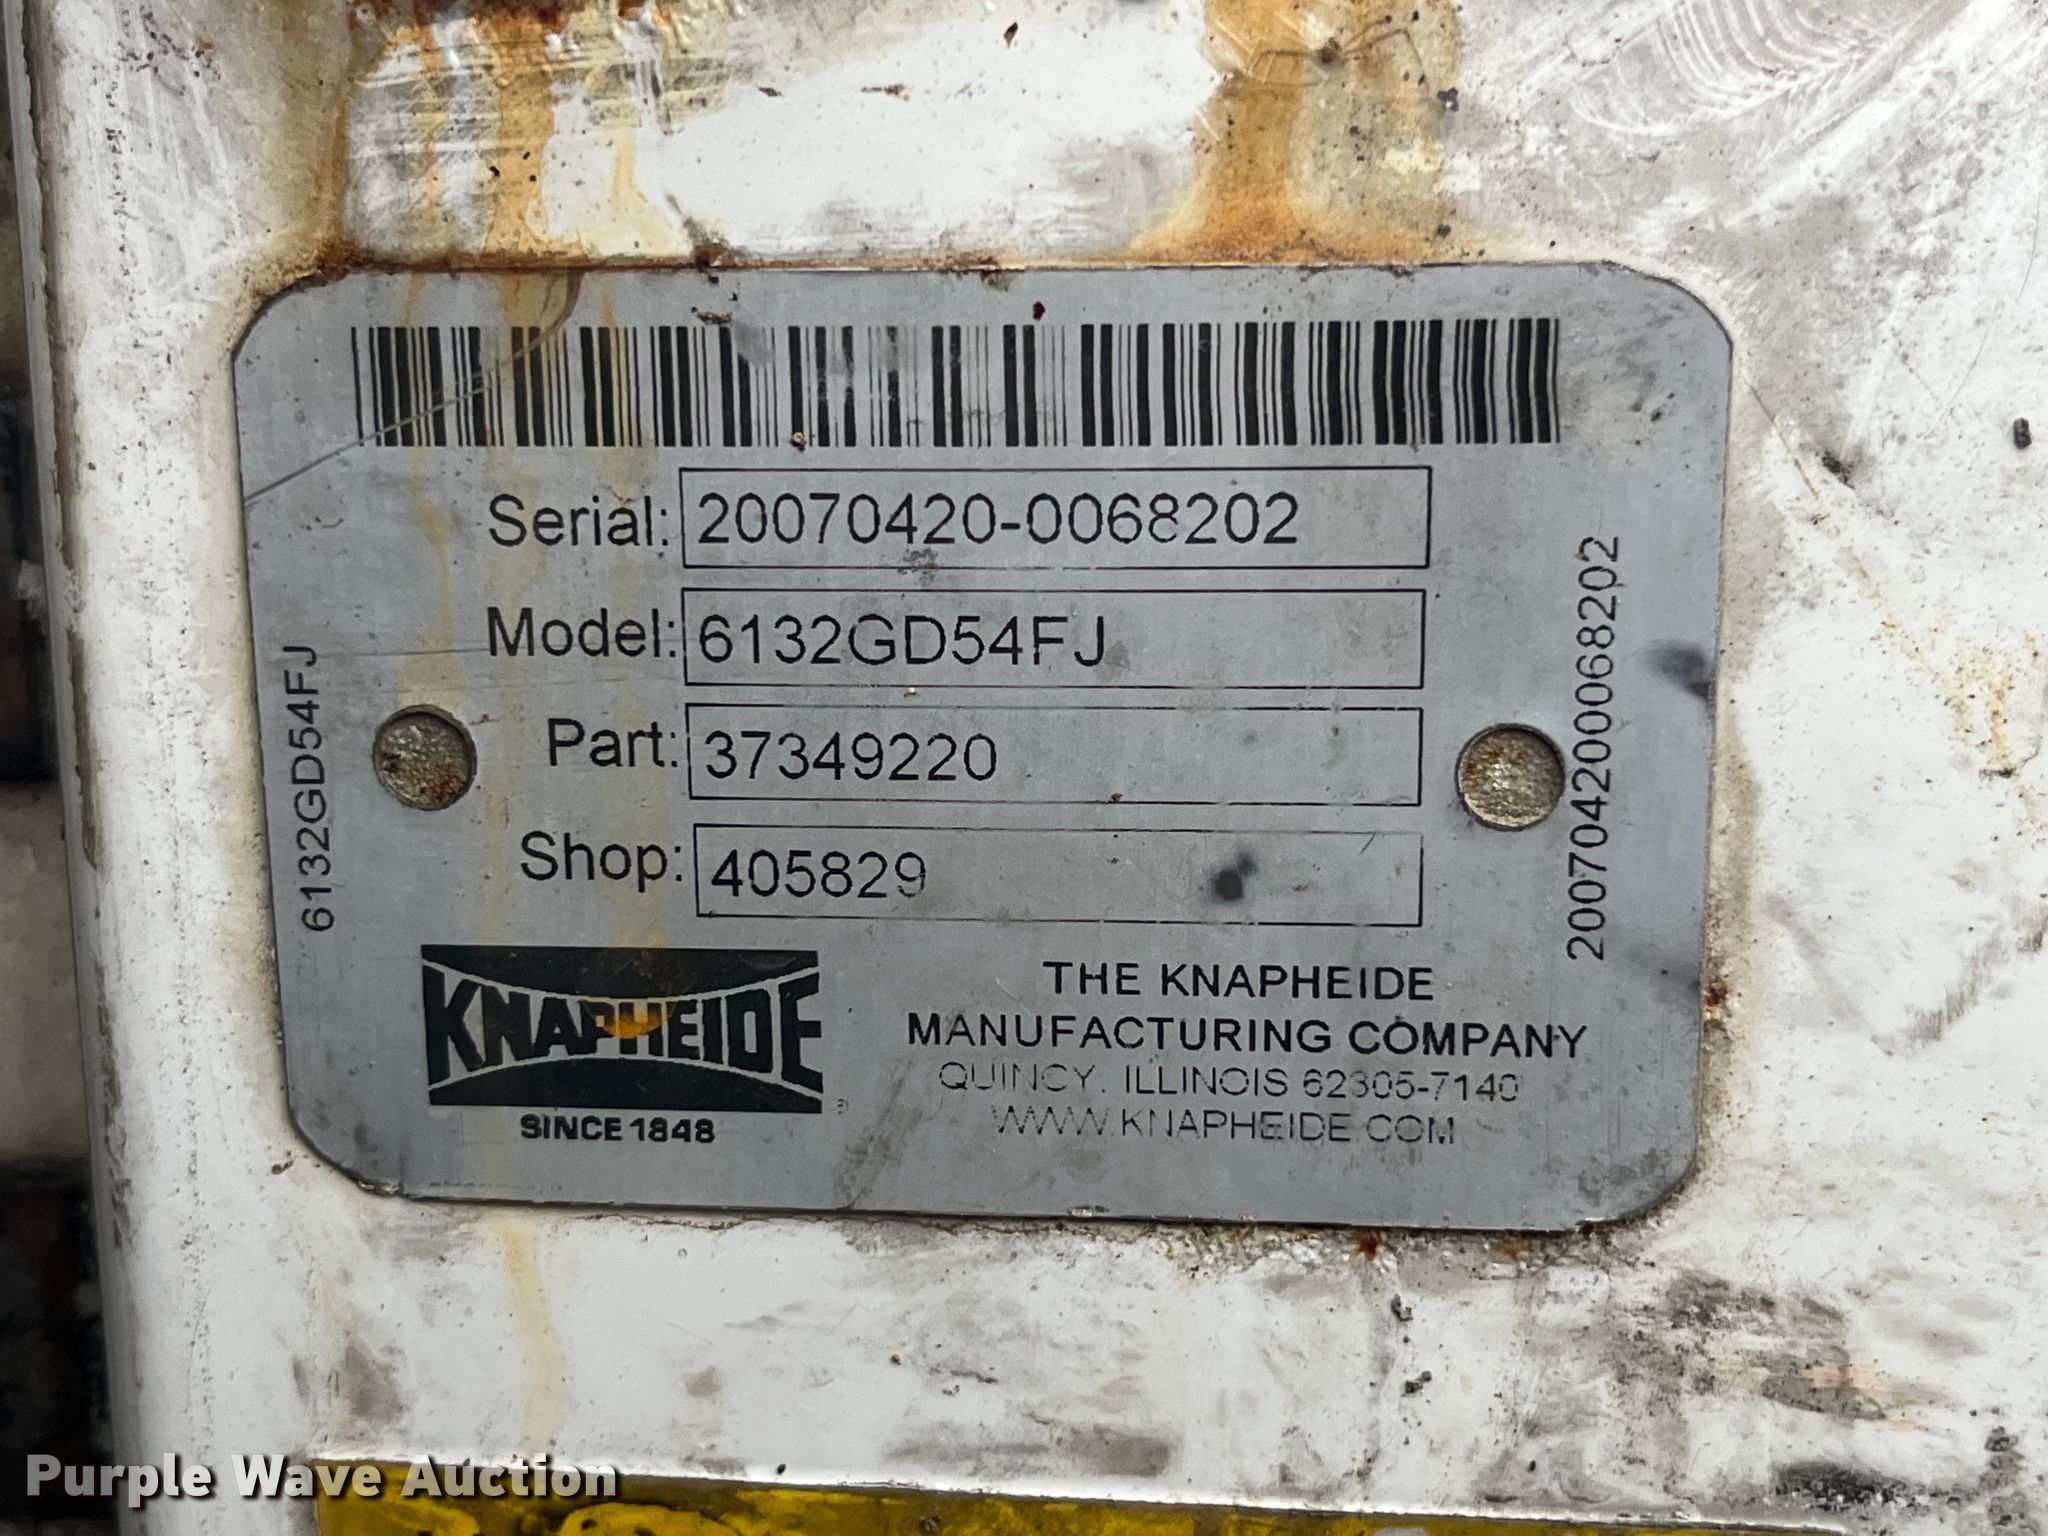 Serial: 20070420-0068202
Model: 6132GD54FJ
Part: 37349220
Shop: 405829
6132GD54FJ
200704200068202
KNAPHEIDE
SINCE 1848
THE KNAPHEIDE
MANUFACTURING COMPANY
QUINCY, ILLINOIS 62305-7140
WWW.KNAPHEIDE.COM
Purple Wave Auction